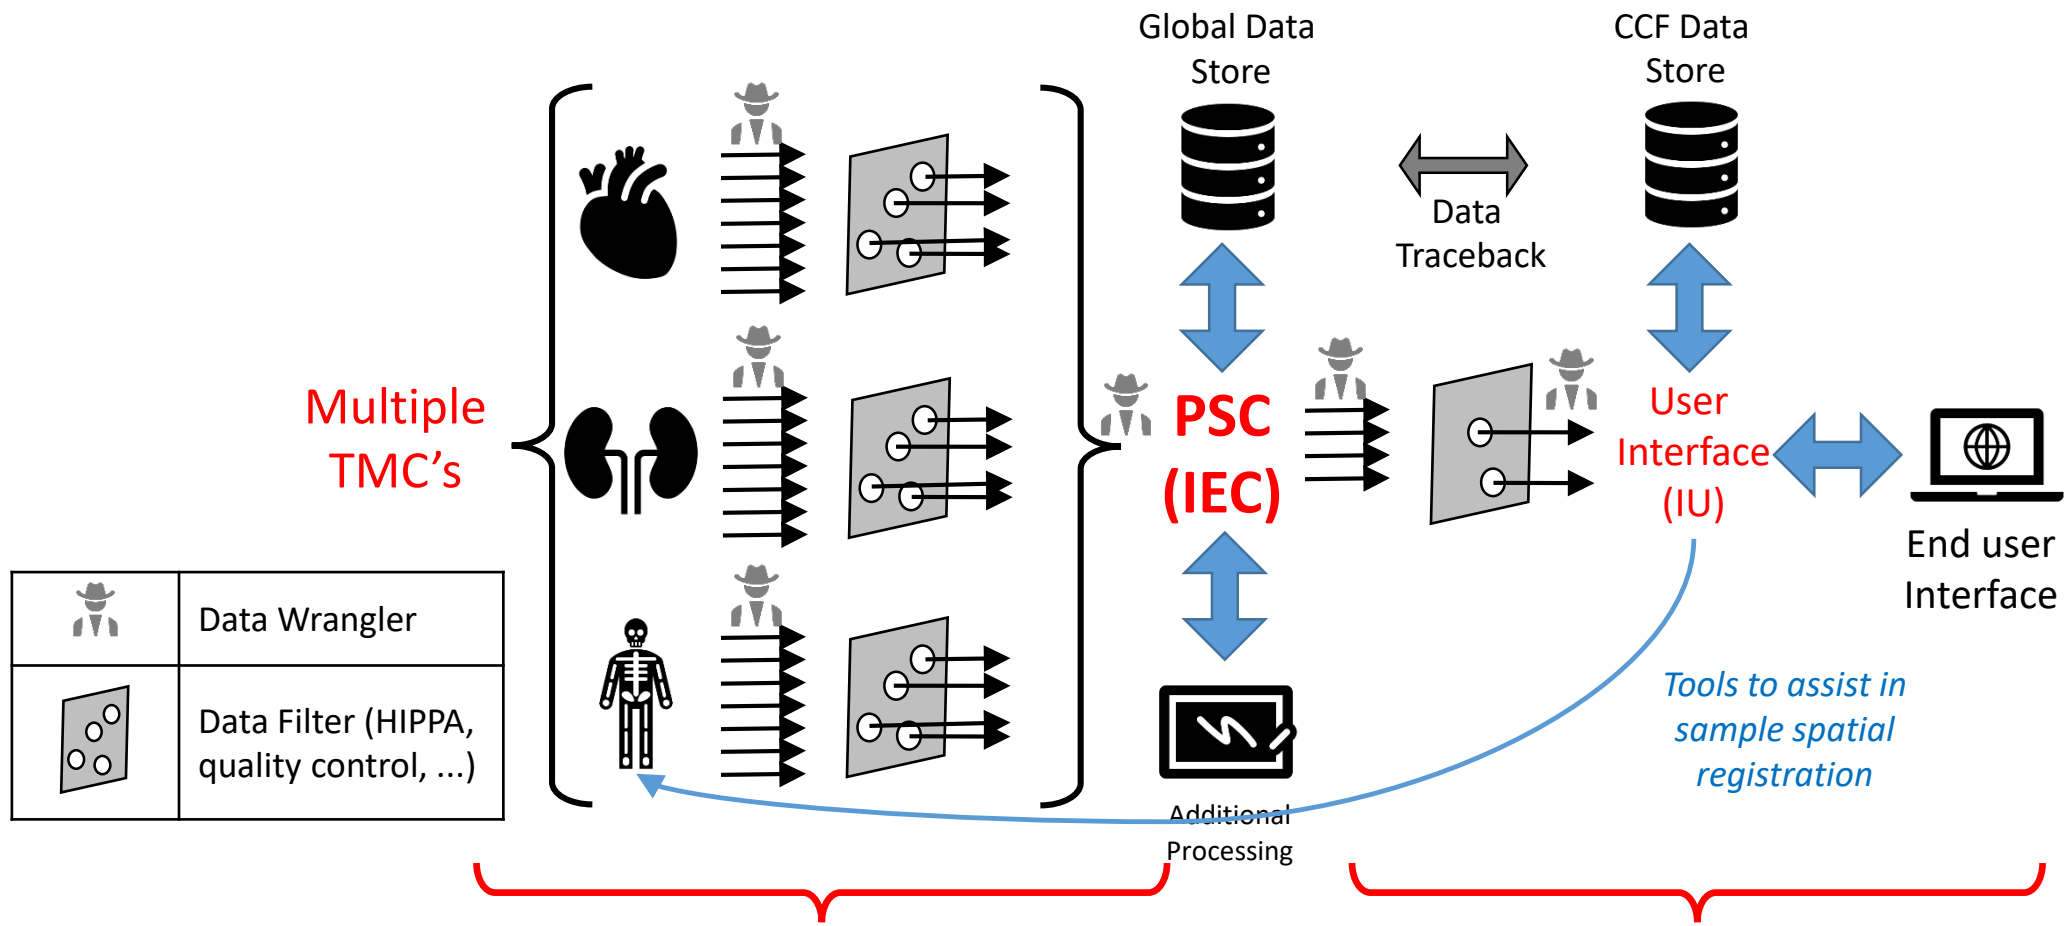 Global Data
Store
CCF Data
Store
Data
Traceback
Multiple
TMC’s
PSC
(IEC)
User
Interface
(IU)
End user
Interface
Data Wrangler
Data Filter (HIPPA,
quality control, ...)
Tools to assist in
sample spatial
registration
Additional
Processing